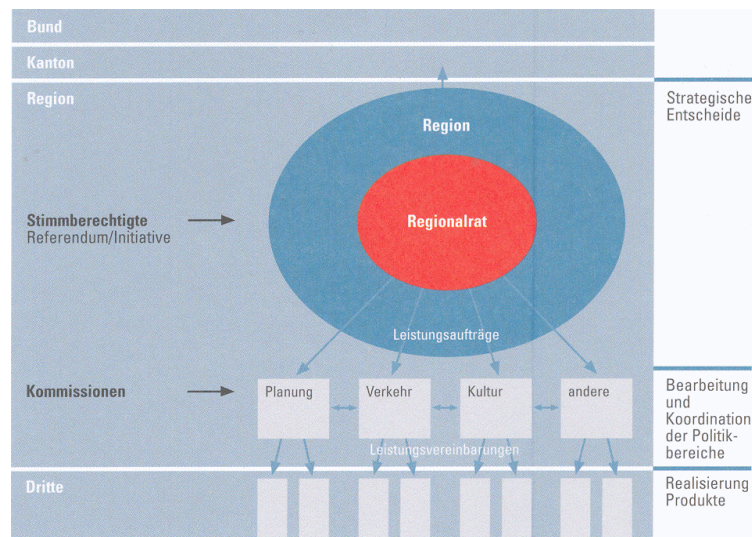 Bund
Kanton
Region
Strategische
Entscheide
Region
Stimmberechtigte
Referendum/Initiative
Regionalrat
Leistungsaufträge
Kommissionen
Planung
Verkehr
Kultur
andere
Bearbeitung
und
Koordination
der Politik-
bereiche
Leistungsvereinbarungen
Dritte
Realisierung
Produkte